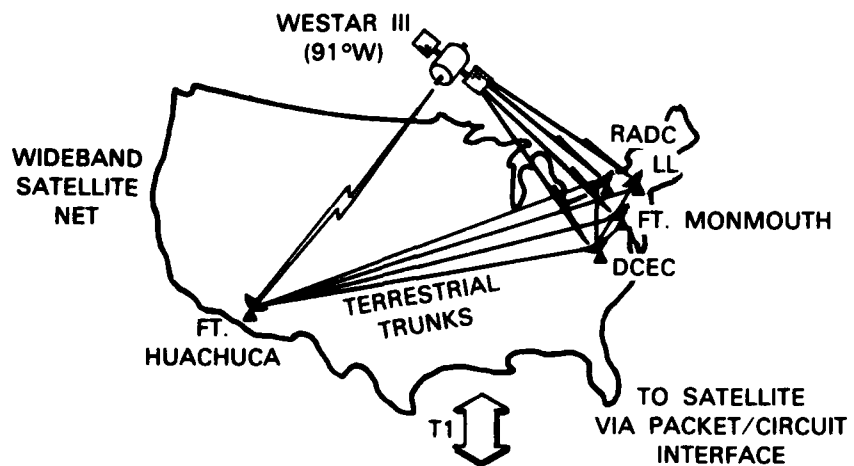 WESTAR III
(91°W)
WIDEBAND
SATELLITE
NET
RADC
LL
FT. MONMOUTH
DCEC
TERRESTRIAL
TRUNKS
FT.
HUACHUCA
T1
TO SATELLITE
VIA PACKET/CIRCUIT
INTERFACE